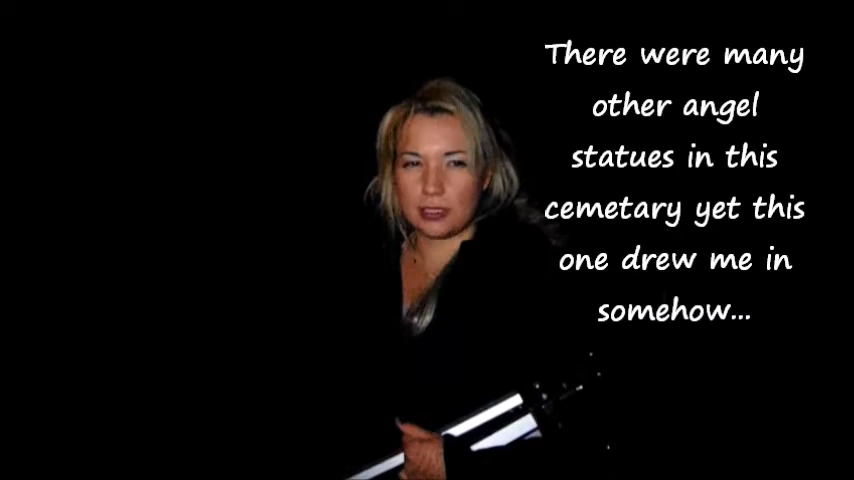 There were many
other angel
statues in this
cemetary yet this
one drew me in
somehow...